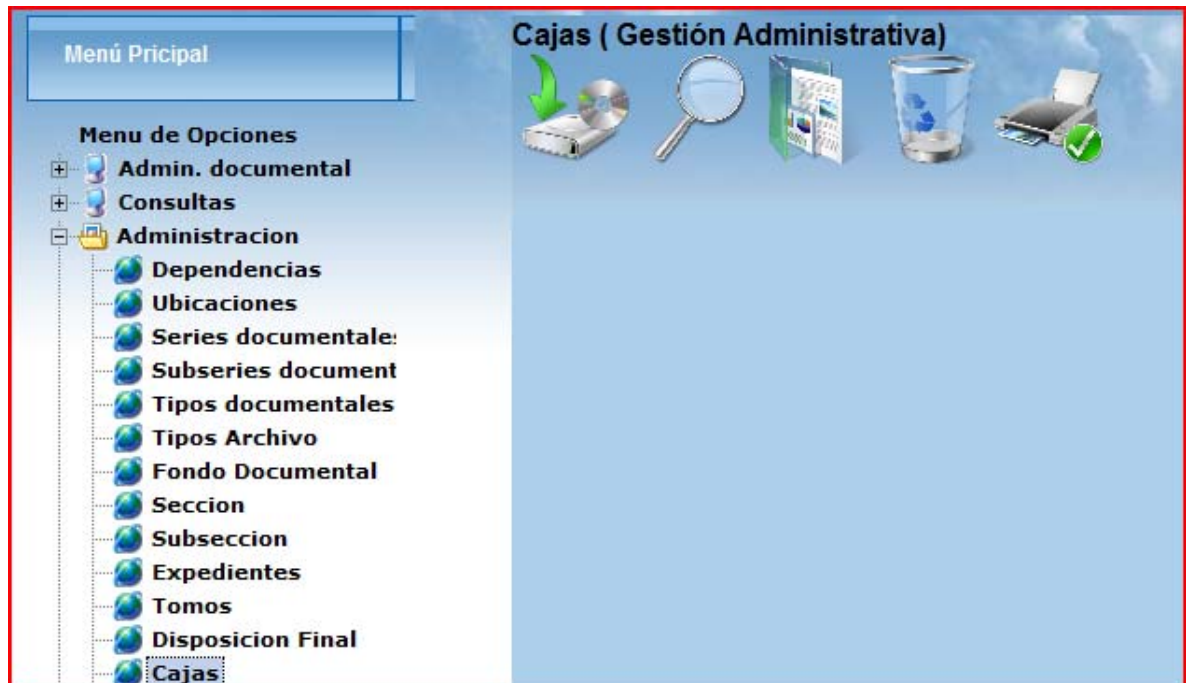 Menú Pricipal
Cajas ( Gestión Administrativa)
Menu de Opciones
Admin. documental
Consultas
Administracion
Dependencias
Ubicaciones
Series documentale
Subseries document
Tipos documentales
Tipos Archivo
Fondo Documental
Seccion
Subseccion
Expedientes
Tomos
Disposicion Final
Cajas